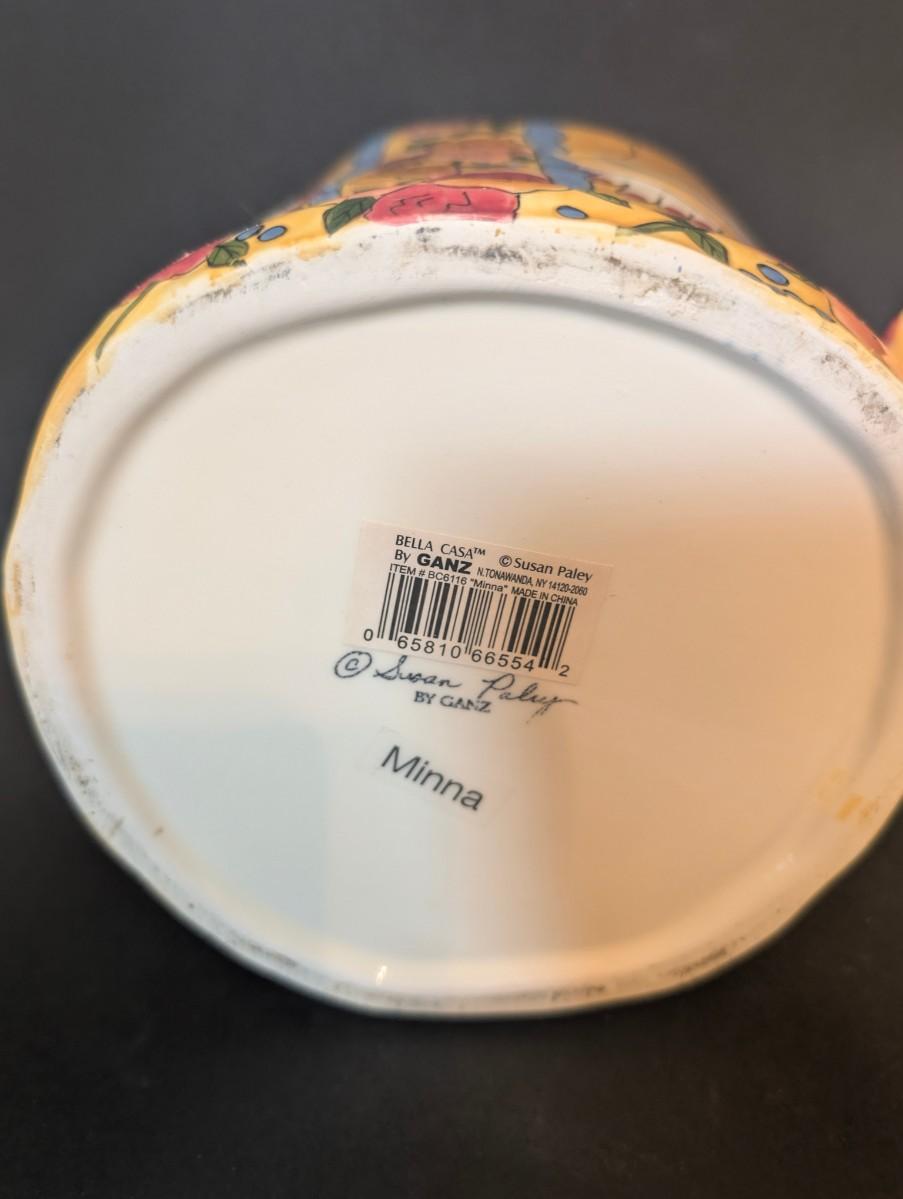 BELLA CASA™ © Susan Paley
By GANZ N.TONAWANDA, NY 14120-2060
ITEM # BC6116 "Minna" MADE IN CHINA
0 65810 66554 2
© Susan Paley
BY GANZ
Minna